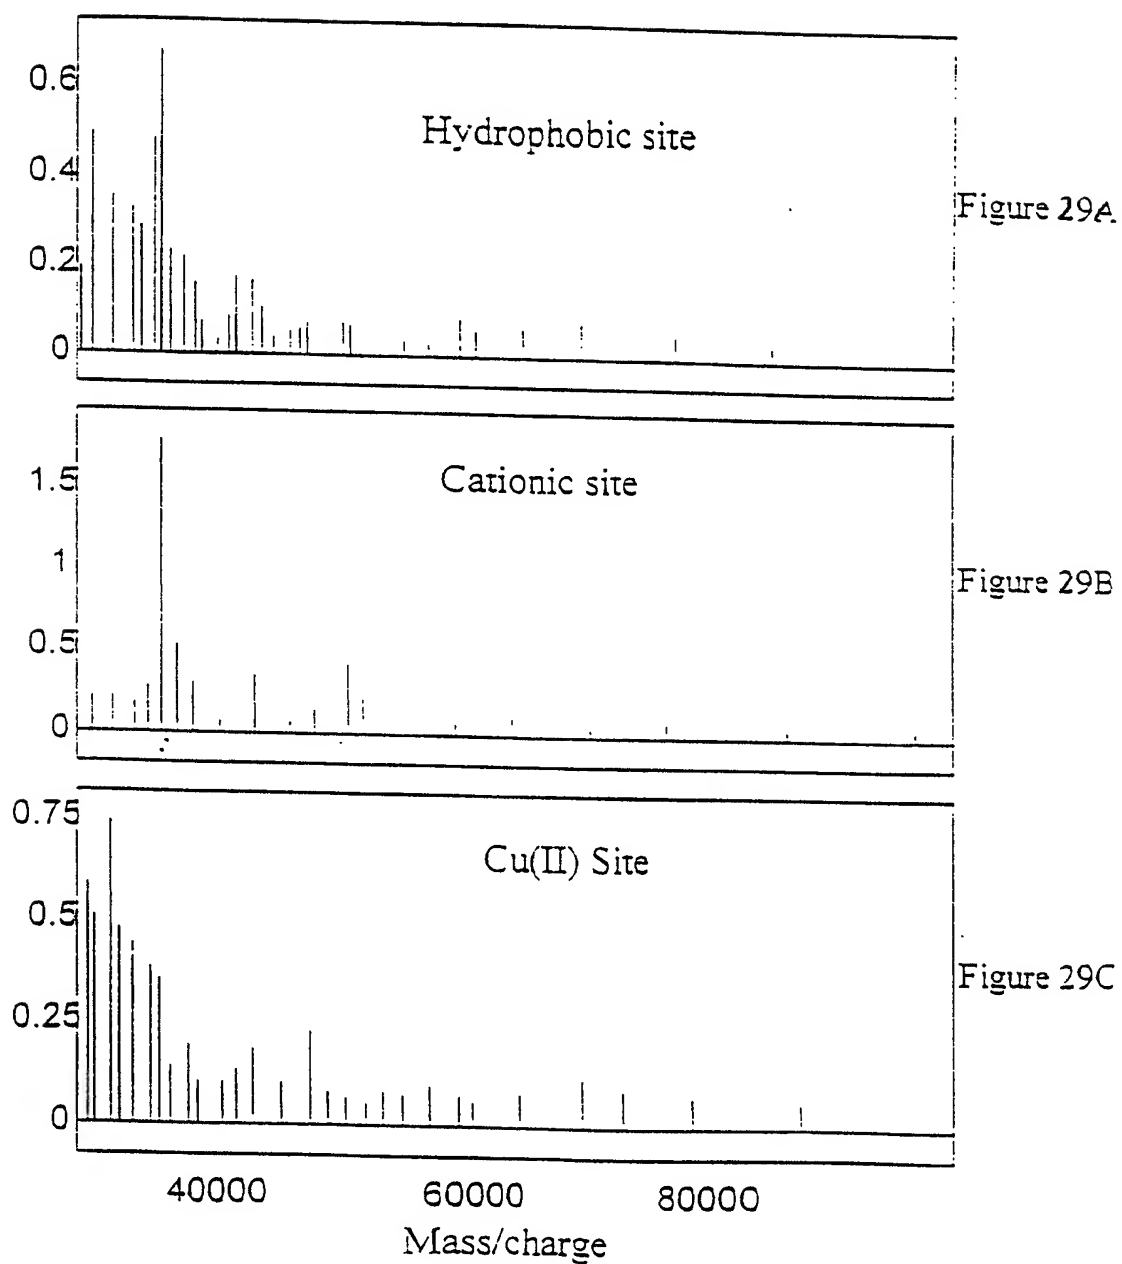 0.6
0.4
0.2
0
Hydrophobic site
Figure 29A
1.5
1
0.5
0
Cationic site
Figure 29B
0.75
0.5
0.25
0
Cu(II) Site
Figure 29C
40000 60000 80000
Mass/charge